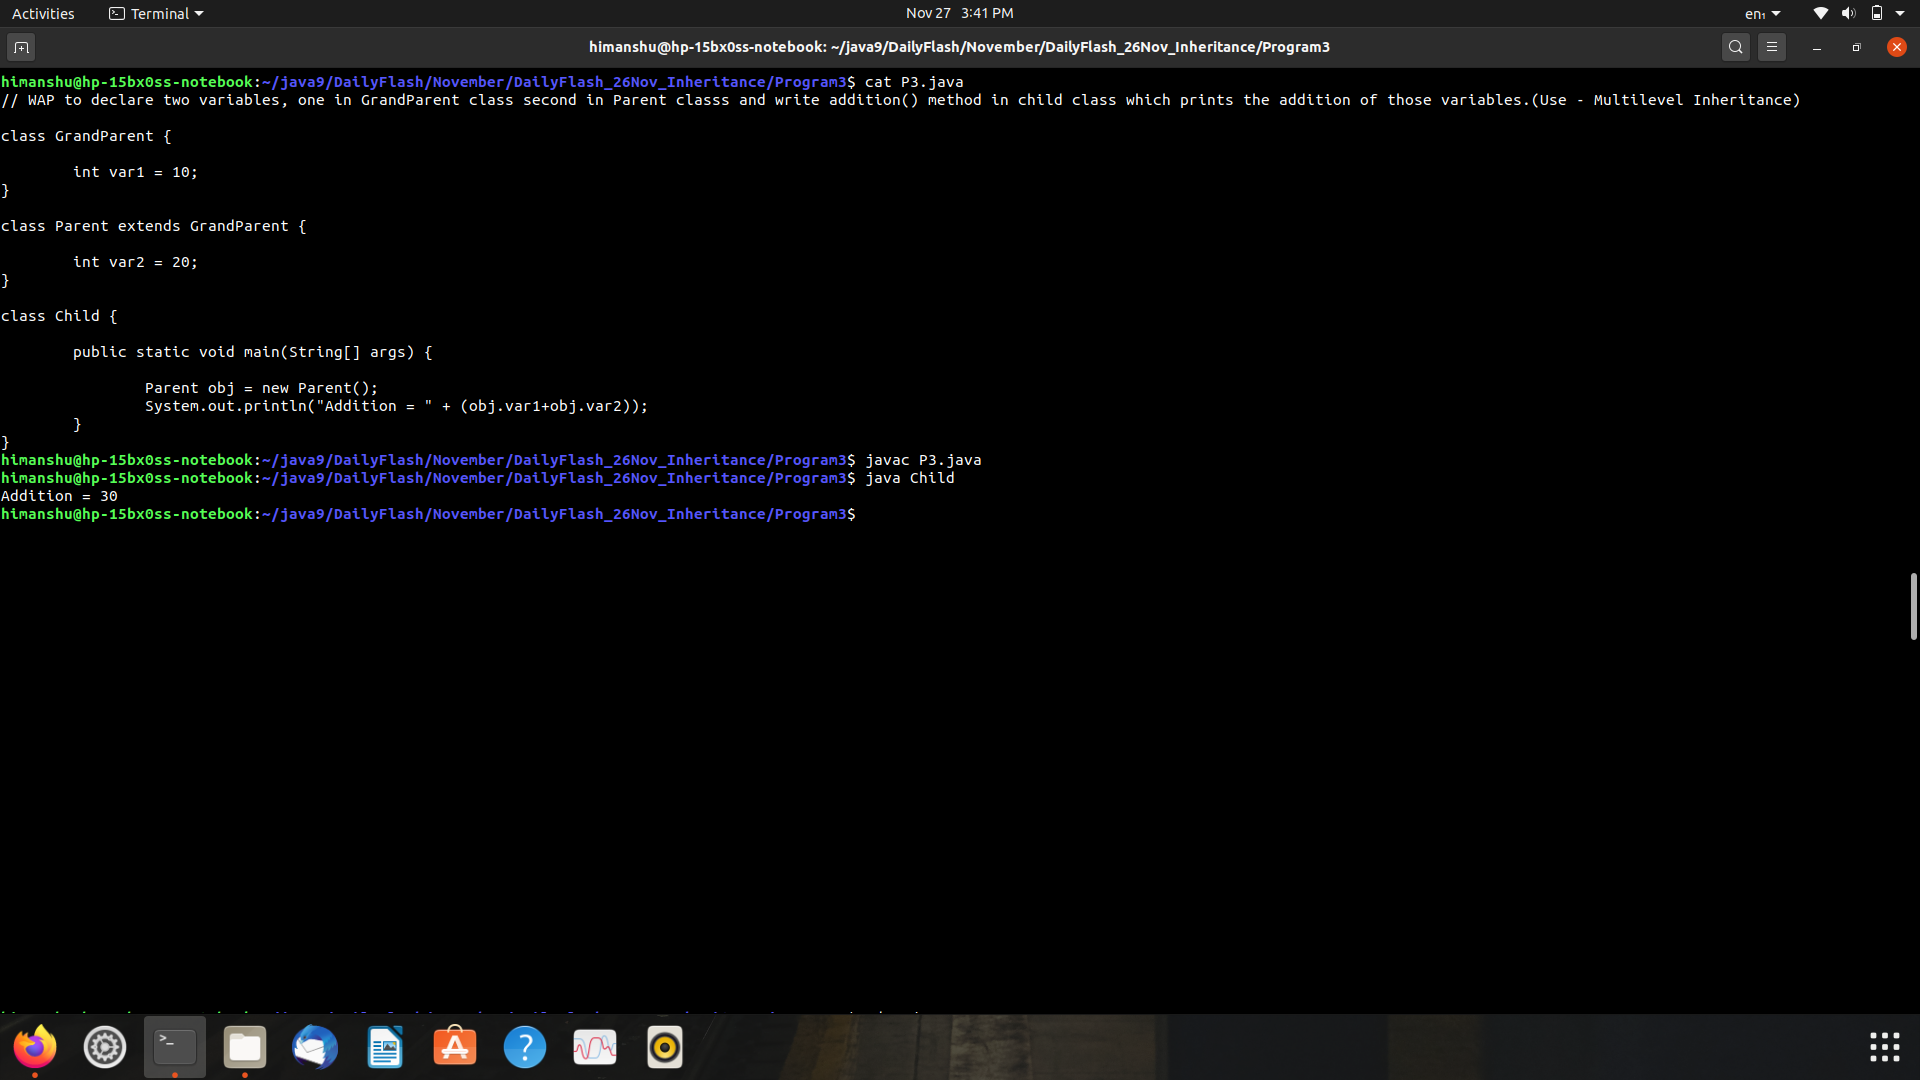 Activities Terminal Nov 27 3:41 PM en₁
himanshu@hp-15bx0ss-notebook: ~/java9/DailyFlash/November/DailyFlash_26Nov_Inheritance/Program3
himanshu@hp-15bx0ss-notebook:~/java9/DailyFlash/November/DailyFlash_26Nov_Inheritance/Program3$ cat P3.java
// WAP to declare two variables, one in GrandParent class second in Parent classs and write addition() method in child class which prints the addition of those variables.(Use - Multilevel Inheritance)
class GrandParent {
int var1 = 10;
}
class Parent extends GrandParent {
int var2 = 20;
}
class Child {
public static void main(String[] args) {
Parent obj = new Parent();
System.out.println("Addition = " + (obj.var1+obj.var2));
}
}
himanshu@hp-15bx0ss-notebook:~/java9/DailyFlash/November/DailyFlash_26Nov_Inheritance/Program3$ javac P3.java
himanshu@hp-15bx0ss-notebook:~/java9/DailyFlash/November/DailyFlash_26Nov_Inheritance/Program3$ java Child
Addition = 30
himanshu@hp-15bx0ss-notebook:~/java9/DailyFlash/November/DailyFlash_26Nov_Inheritance/Program3$